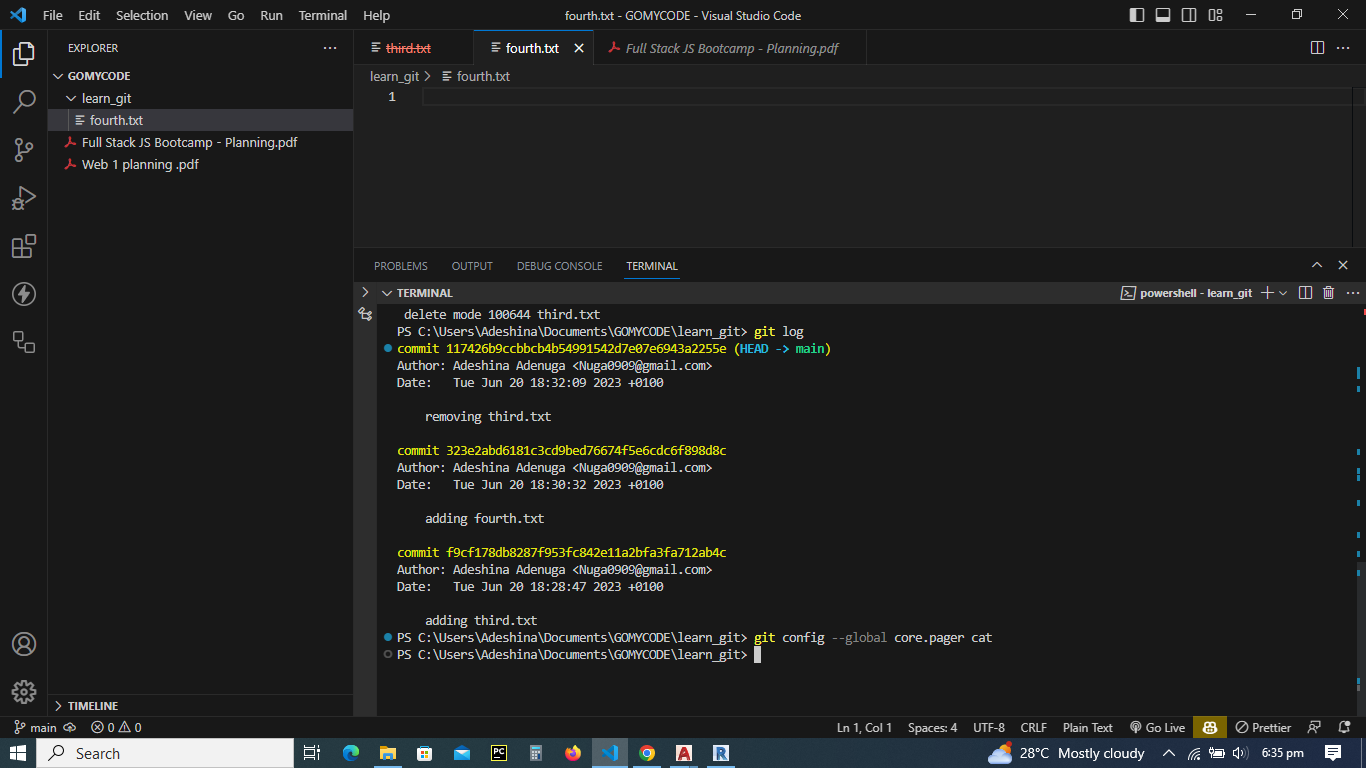 File Edit Selection View Go Run Terminal Help
fourth.txt - GOMYCODE - Visual Studio Code
EXPLORER
GOMYCODE
learn_git
fourth.txt
Full Stack JS Bootcamp - Planning.pdf
Web 1 planning .pdf
TIMELINE
third.txt fourth.txt Full Stack JS Bootcamp - Planning.pdf
learn_git > fourth.txt
1
PROBLEMS OUTPUT DEBUG CONSOLE TERMINAL
TERMINAL
powershell - learn_git
delete mode 100644 third.txt
PS C:\Users\Adeshina\Documents\GOMYCODE\learn_git> git log
commit 117426b9ccbbcb4b54991542d7e07e6943a2255e (HEAD -> main)
Author: Adeshina Adenuga <Nuga0909@gmail.com>
Date:   Tue Jun 20 18:32:09 2023 +0100
removing third.txt
commit 323e2abd6181c3cd9bed76674f5e6cdc6f898d8c
Author: Adeshina Adenuga <Nuga0909@gmail.com>
Date:   Tue Jun 20 18:30:32 2023 +0100
adding fourth.txt
commit f9cf178db8287f953fc842e11a2bfa3fa712ab4c
Author: Adeshina Adenuga <Nuga0909@gmail.com>
Date:   Tue Jun 20 18:28:47 2023 +0100
adding third.txt
PS C:\Users\Adeshina\Documents\GOMYCODE\learn_git> git config --global core.pager cat
PS C:\Users\Adeshina\Documents\GOMYCODE\learn_git>
main 0 0 Ln 1, Col 1 Spaces: 4 UTF-8 CRLF Plain Text Go Live Prettier
Search PC A R 28°C Mostly cloudy 6:35 pm